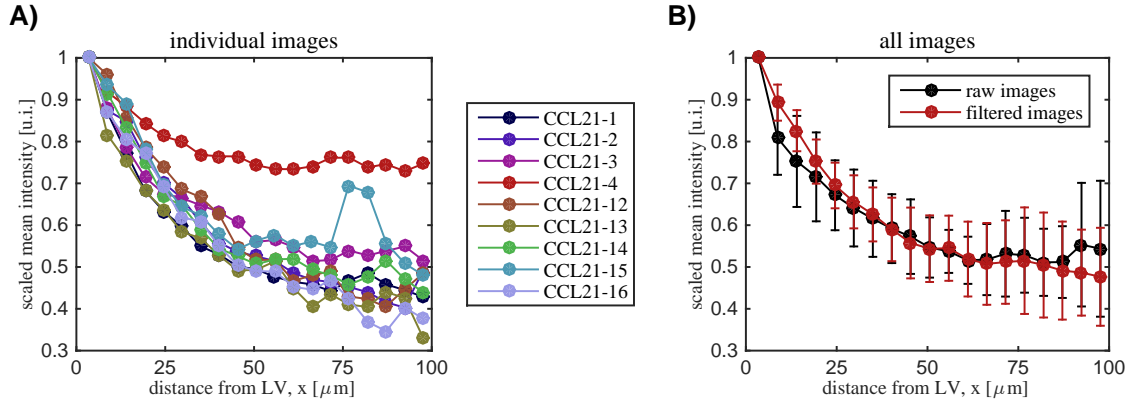 A)
individual images
scaled mean intensity [u.i.]
1
0.9
0.8
0.7
0.6
0.5
0.4
0.3
0 25 50 75 100
distance from LV, x [μm]
CCL21-1
CCL21-2
CCL21-3
CCL21-4
CCL21-12
CCL21-13
CCL21-14
CCL21-15
CCL21-16
B)
all images
scaled mean intensity [u.i.]
1
0.9
0.8
0.7
0.6
0.5
0.4
0.3
0 25 50 75 100
distance from LV, x [μm]
raw images
filtered images